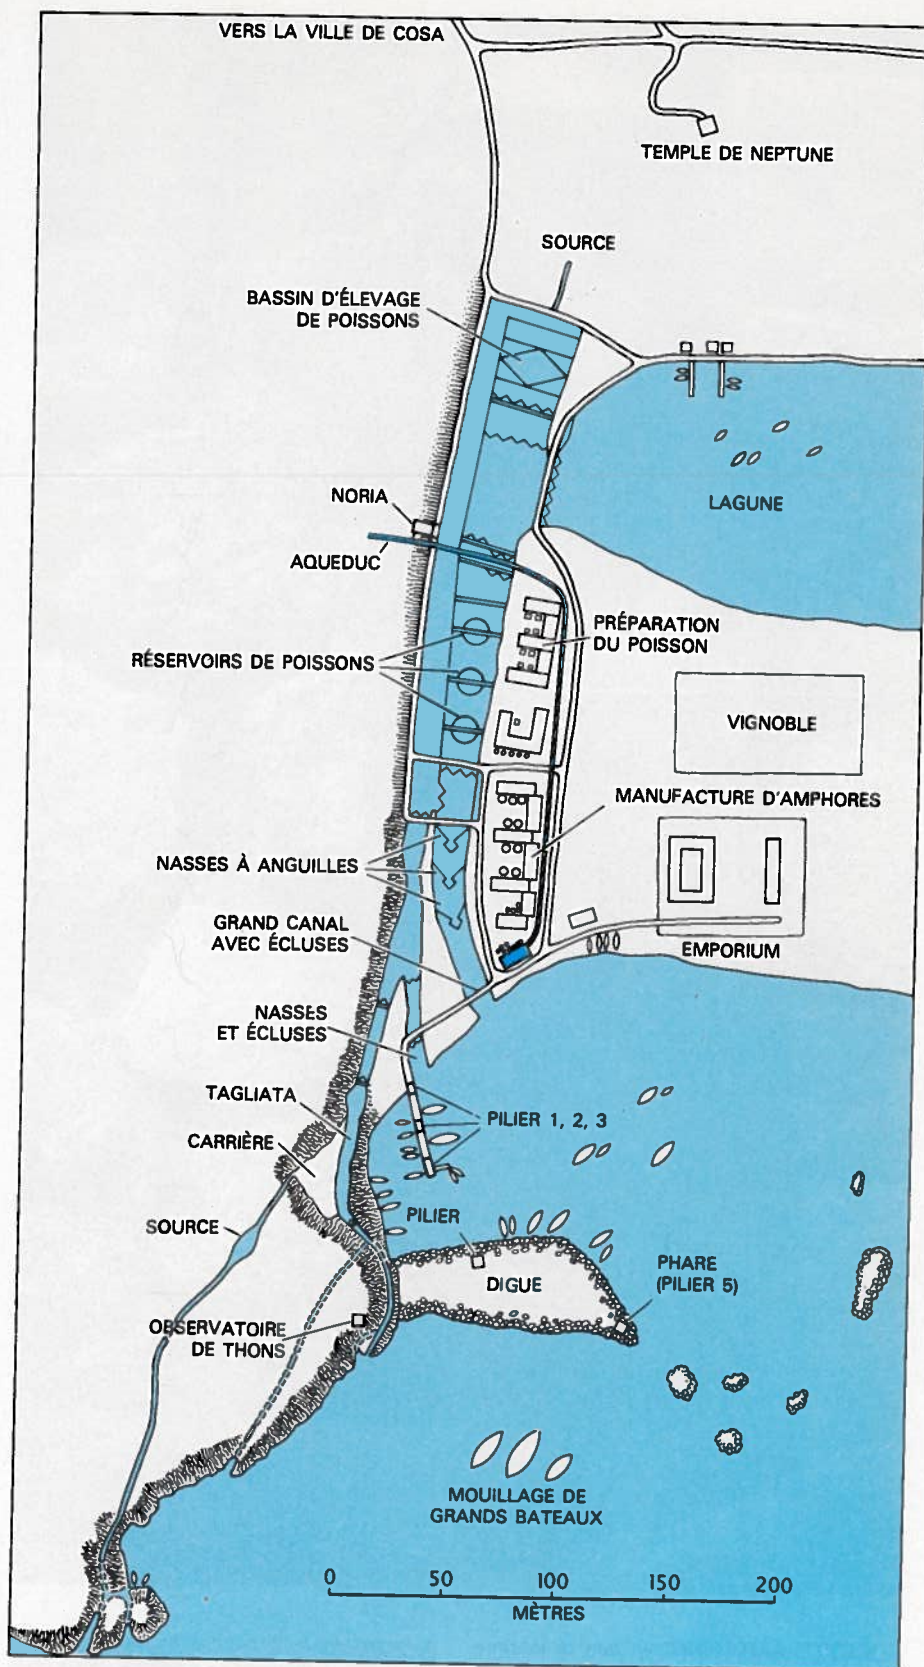 VERS LA VILLE DE COSA
TEMPLE DE NEPTUNE
SOURCE
BASSIN D'ÉLEVAGE
DE POISSONS
LAGUNE
NORIA
AQUEDUC
PRÉPARATION
DU POISSON
RÉSERVOIRS DE POISSONS
VIGNOBLE
MANUFACTURE D'AMPHORES
NASSES À ANGUILLES
GRAND CANAL
AVEC ÉCLUSES
EMPORIUM
NASSES
ET ÉCLUSES
TAGLIATA
PILIER 1, 2, 3
CARRIÈRE
SOURCE
PILIER
PHARE
(PILIER 5)
DIGUE
OBSERVATOIRE
DE THONS
MOUILLAGE DE
GRANDS BATEAUX
0 50 100 150 200
MÈTRES